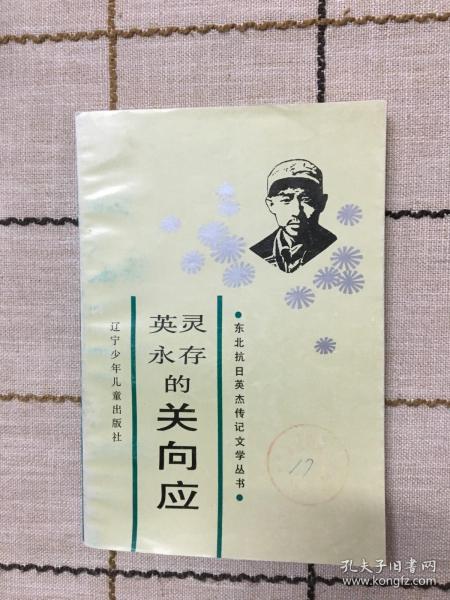 英灵
永存
的
关向应
东北抗日英杰传记文学丛书
辽宁少年儿童出版社
17
孔夫子旧书网
www.kongfz.com